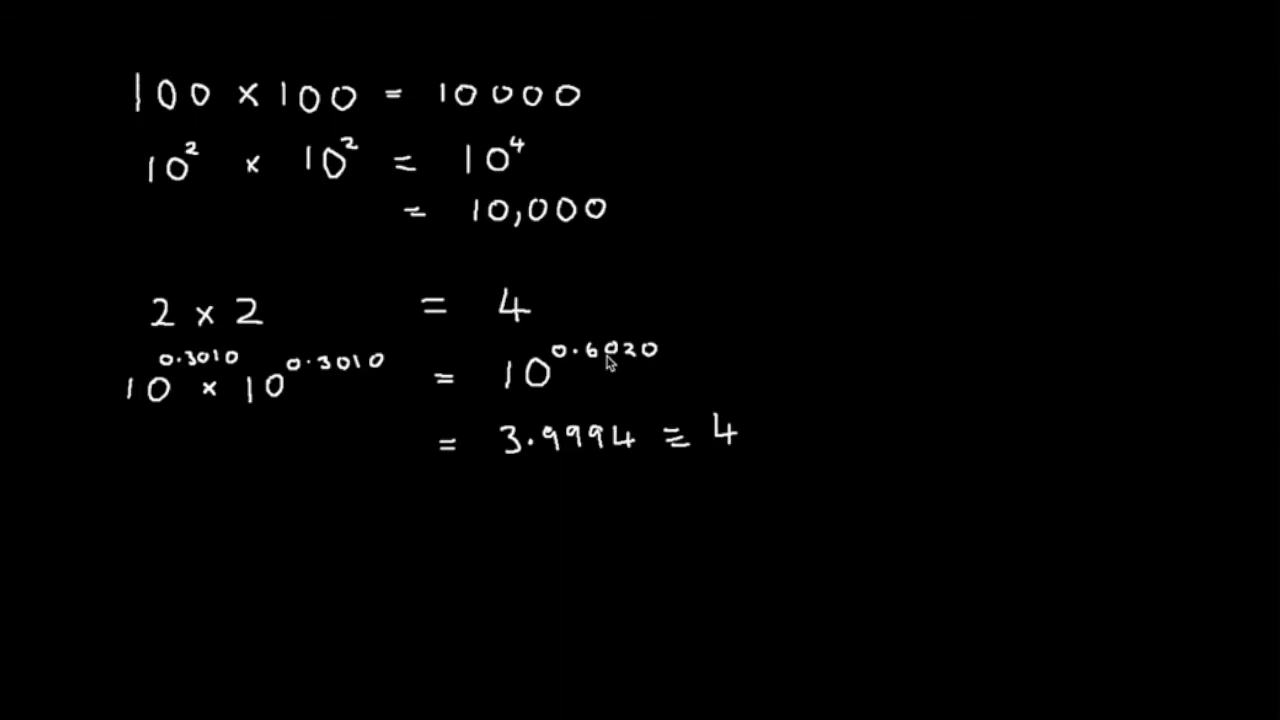 100 × 100 = 10000
10² × 10² = 10⁴
= 10,000
2 × 2 = 4
10^0.3010 × 10^0.3010 = 10^0.6020
= 3.9994 ≡ 4